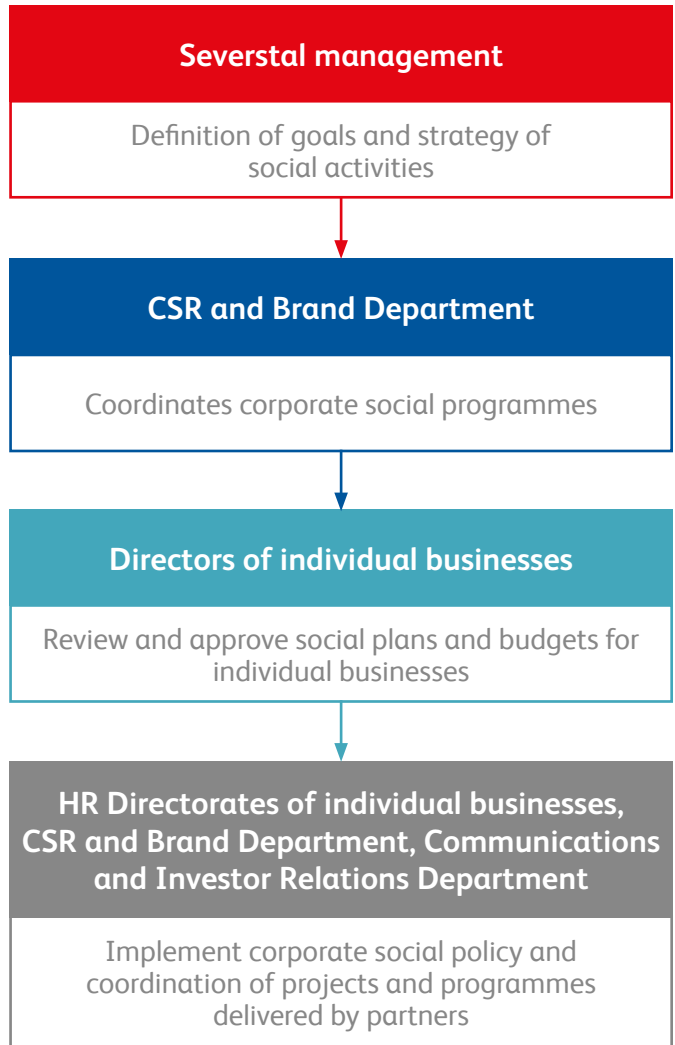 Severstal management
Definition of goals and strategy of
social activities
CSR and Brand Department
Coordinates corporate social programmes
Directors of individual businesses
Review and approve social plans and budgets for
individual businesses
HR Directorates of individual businesses,
CSR and Brand Department, Communications
and Investor Relations Department
Implement corporate social policy and
coordination of projects and programmes
delivered by partners